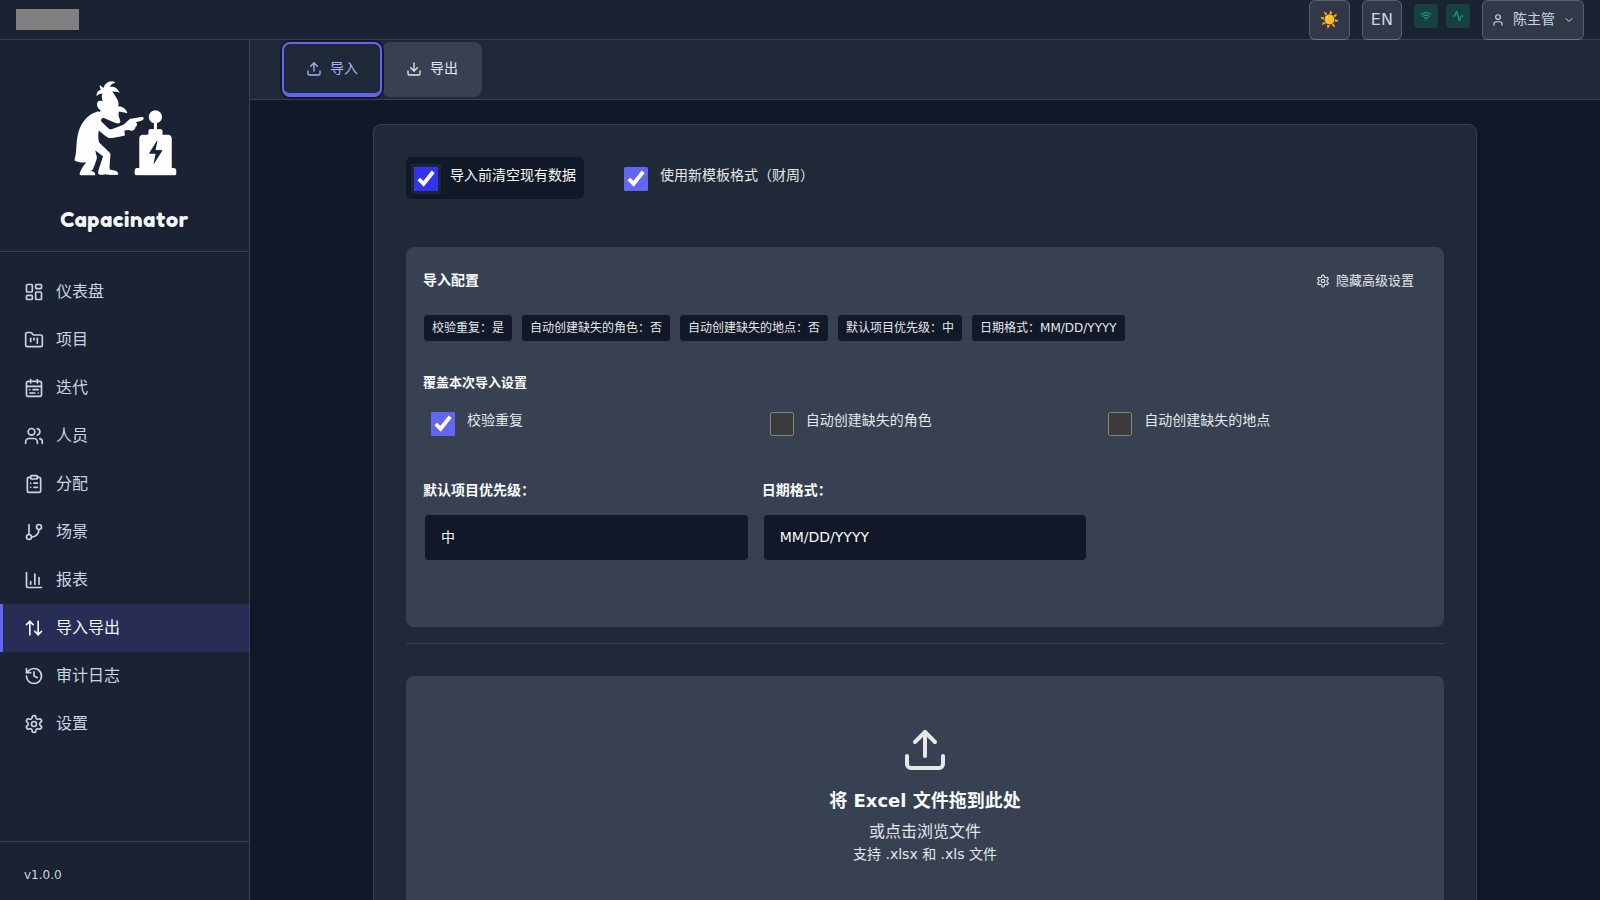 EN
陈主管
导入
导出
Capacinator
导入前清空现有数据
使用新模板格式（财周）
导入配置
隐藏高级设置
校验重复：是
自动创建缺失的角色：否
自动创建缺失的地点：否
默认项目优先级：中
日期格式：MM/DD/YYYY
覆盖本次导入设置
校验重复
自动创建缺失的角色
自动创建缺失的地点
默认项目优先级：
日期格式：
中
MM/DD/YYYY
将 Excel 文件拖到此处
或点击浏览文件
支持 .xlsx 和 .xls 文件
仪表盘
项目
迭代
人员
分配
场景
报表
导入导出
审计日志
设置
v1.0.0